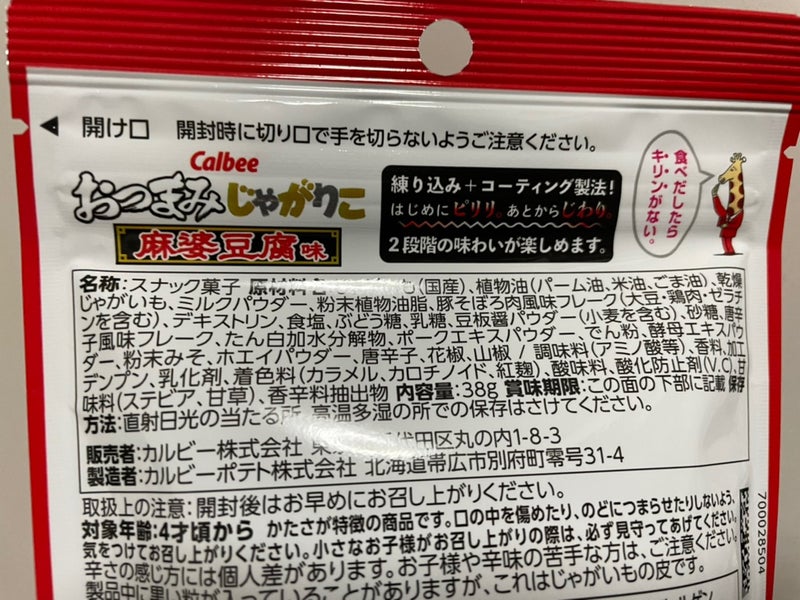 ◀ 開け口 開封時に切り口で手を切らないようご注意ください。
Calbee
おつまみじゃがりこ
麻婆豆腐味
練り込み+コーティング製法!
はじめにピリリ。あとからじわり。
2段階の味わいが楽しめます。
食べだしたら
キリンがない。
名称:スナック菓子 原材料名 (国産)、植物油(パーム油、米油、ごま油)、乾燥
じゃがいも、ミルクパウダー、粉末植物油脂、豚そぼろ肉風味フレーク(大豆・鶏肉・ゼラチ
ンを含む)、デキストリン、食塩、ぶどう糖、乳糖、豆板醤パウダー(小麦を含む)、砂糖、唐辛
子風味フレーク、たん白加水分解物、ポークエキスパウダー、でん粉、酵母エキスパウ
ダー、粉末みそ、ホエイパウダー、唐辛子、花椒、山椒 / 調味料(アミノ酸等)、香料、加工
デンプン、乳化剤、着色料(カラメル、カロチノイド、紅麹)、酸味料、酸化防止剤(V.C)、甘
味料(ステビア、甘草)、香辛料抽出物 内容量:38g 賞味期限:この面の下部に記載 保存
方法:直射日光の当たる所、高温多湿の所での保存はさけてください。
販売者:カルビー株式会社 代田区丸の内1-8-3
製造者:カルビーポテト株式会社 北海道帯広市別府町零号31-4
取扱上の注意:開封後はお早めにお召し上がりください。
対象年齢:4才頃から かたさが特徴の商品です。口の中を傷めたり、のどにつまらせたりしないよう、
気をつけてお召し上がりください。小さなお子様がお召し上がりの際は、必ず見守ってあげてください。
辛さの感じ方には個人差があります。お子様や辛味の苦手な方は、ご注意ください。
製品中に黒い粒が入っていることがありますが、これはじゃがいもの皮です。
700028504